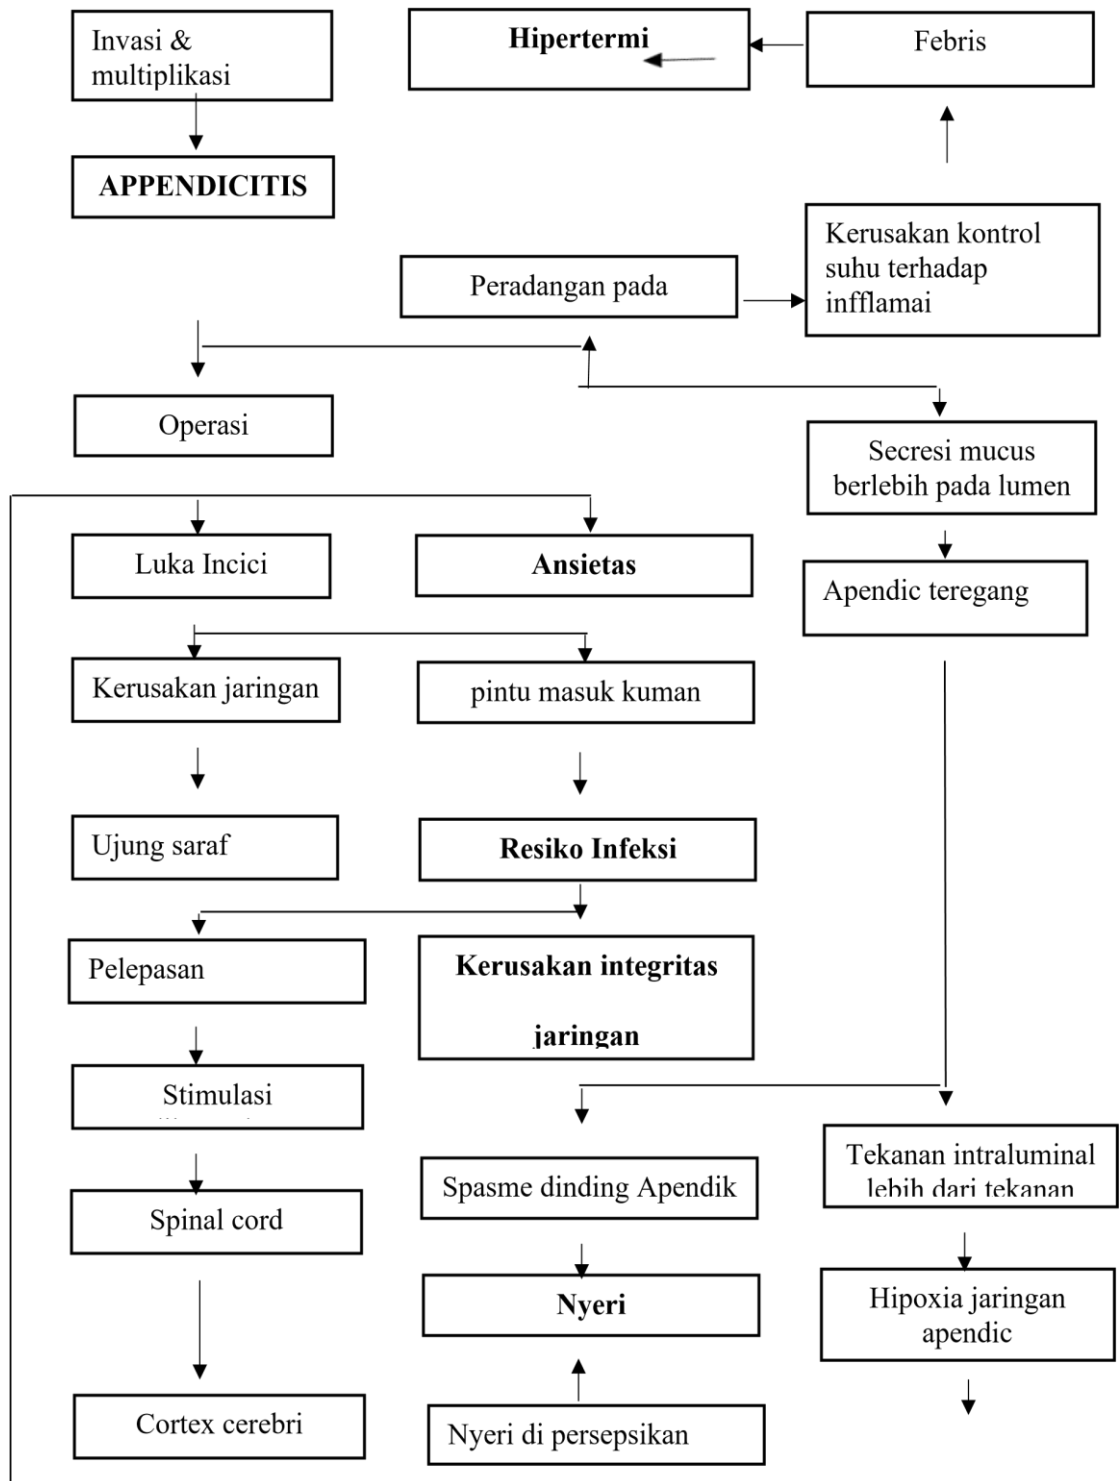 Invasi &
multiplikasi
Hipertermi
Febris
APPENDICITIS
Kerusakan kontrol
suhu terhadap
infflamai
Peradangan pada
Operasi
Secresi mucus
berlebih pada lumen
Luka Incici
Ansietas
Apendic teregang
Kerusakan jaringan
pintu masuk kuman
Ujung saraf
Resiko Infeksi
Pelepasan
Kerusakan integritas
jaringan
Stimulasi
Tekanan intraluminal
lebih dari tekanan
Spasme dinding Apendik
Spinal cord
Nyeri
Hipoxia jaringan
apendic
Cortex cerebri
Nyeri di persepsikan